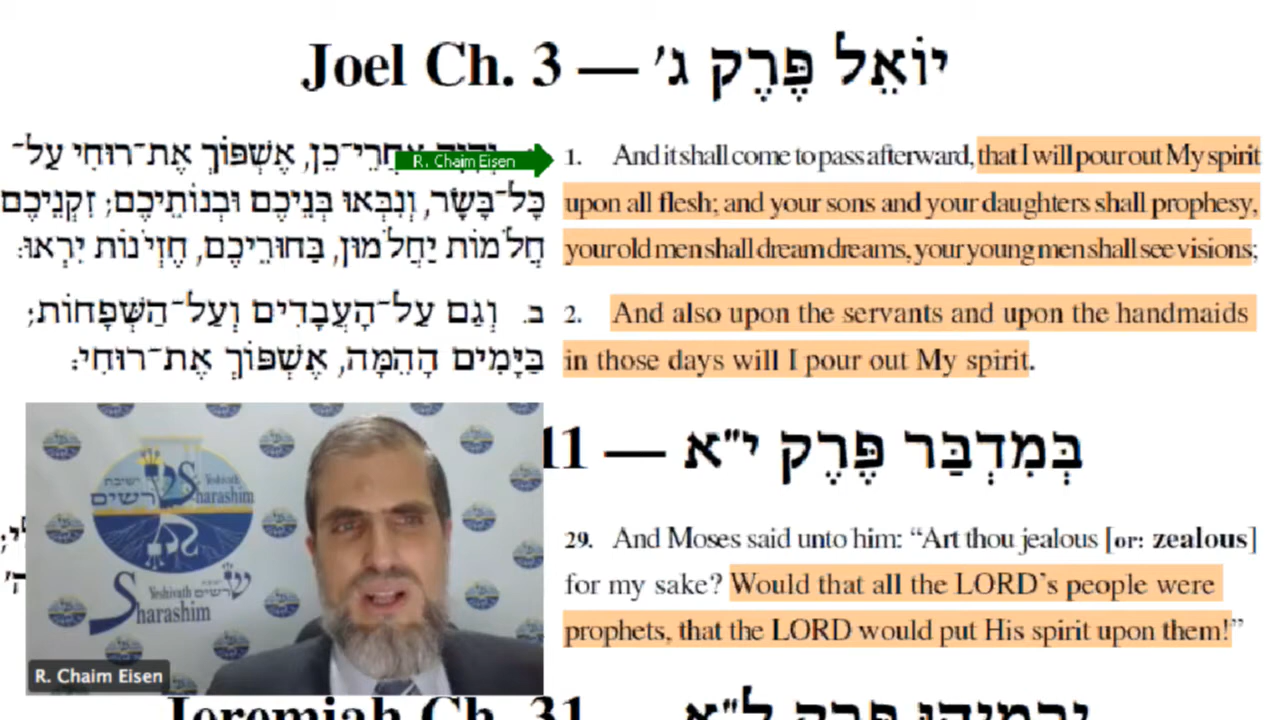 Joel Ch. 3 — יוֹאֵל פֶּרֶק ג׳
אַחֲרֵי־כֵן, אֶשְׁפּוֹךְ אֶת־רוּחִי עַל־
כָּל־בָּשָׂר, וְנִבְּאוּ בְּנֵיכֶם וּבְנוֹתֵיכֶם; זִקְנֵיכֶם
חֲלֹמוֹת יַחֲלֹמוּן, בַּחוּרֵיכֶם, חֶזְיֹנוֹת יִרְאוּ:
ב. וְגַם עַל־הָעֲבָדִים וְעַל־הַשְּׁפָחוֹת;
בַּיָּמִים הָהֵמָּה, אֶשְׁפּוֹךְ אֶת־רוּחִי:
R. Chaim Eisen
1. And it shall come to pass afterward, that I will pour out My spirit
upon all flesh; and your sons and your daughters shall prophesy,
your old men shall dream dreams, your young men shall see visions;
2. And also upon the servants and upon the handmaids
in those days will I pour out My spirit.
11 — בְּמִדְבַּר פֶּרֶק י״א
29. And Moses said unto him: “Art thou jealous [or: zealous]
for my sake? Would that all the LORD’s people were
prophets, that the LORD would put His spirit upon them!”
ישיבת
שרשים
Yeshivath
Sharashim
Yeshivath
Sharashim
R. Chaim Eisen
Jeremiah Ch. 31 יִרְמְיָהוּ פֶּרֶק ל״א